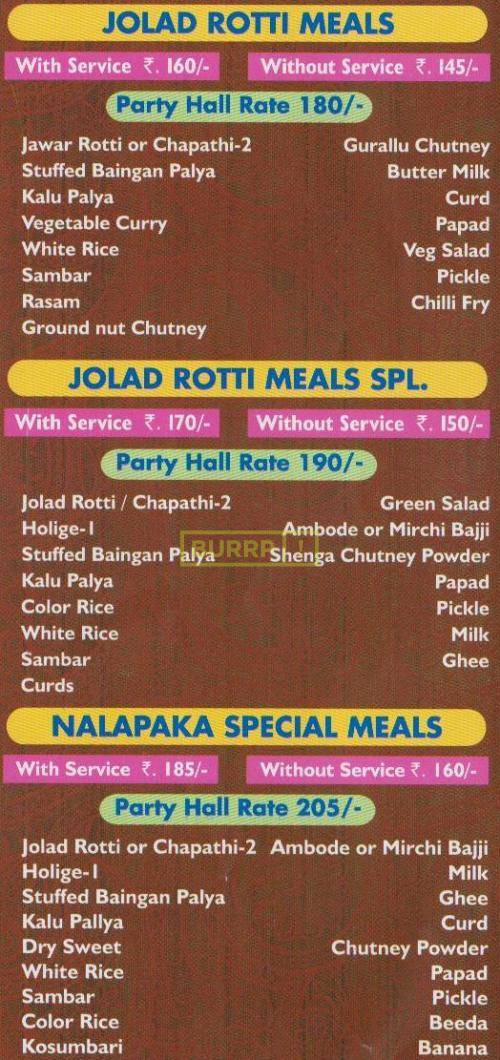 JOLAD ROTTI MEALS
With Service ₹. 160/- Without Service ₹. 145/-
Party Hall Rate 180/-
Jawar Rotti or Chapathi-2 Gurallu Chutney
Stuffed Baingan Palya Butter Milk
Kalu Palya Curd
Vegetable Curry Papad
White Rice Veg Salad
Sambar Pickle
Rasam Chilli Fry
Ground nut Chutney
JOLAD ROTTI MEALS SPL.
With Service ₹. 170/- Without Service ₹. 150/-
Party Hall Rate 190/-
Jolad Rotti / Chapathi-2 Green Salad
Holige-1 Ambode or Mirchi Bajji
Stuffed Baingan Palya Shenga Chutney Powder
BURRP!
Kalu Palya Papad
Color Rice Pickle
White Rice Milk
Sambar Ghee
Curds
NALAPAKA SPECIAL MEALS
With Service ₹. 185/- Without Service ₹. 160/-
Party Hall Rate 205/-
Jolad Rotti or Chapathi-2 Ambode or Mirchi Bajji
Holige-1 Milk
Stuffed Baingan Palya Ghee
Kalu Pallya Curd
Dry Sweet Chutney Powder
White Rice Papad
Sambar Pickle
Color Rice Beeda
Kosumbari Banana